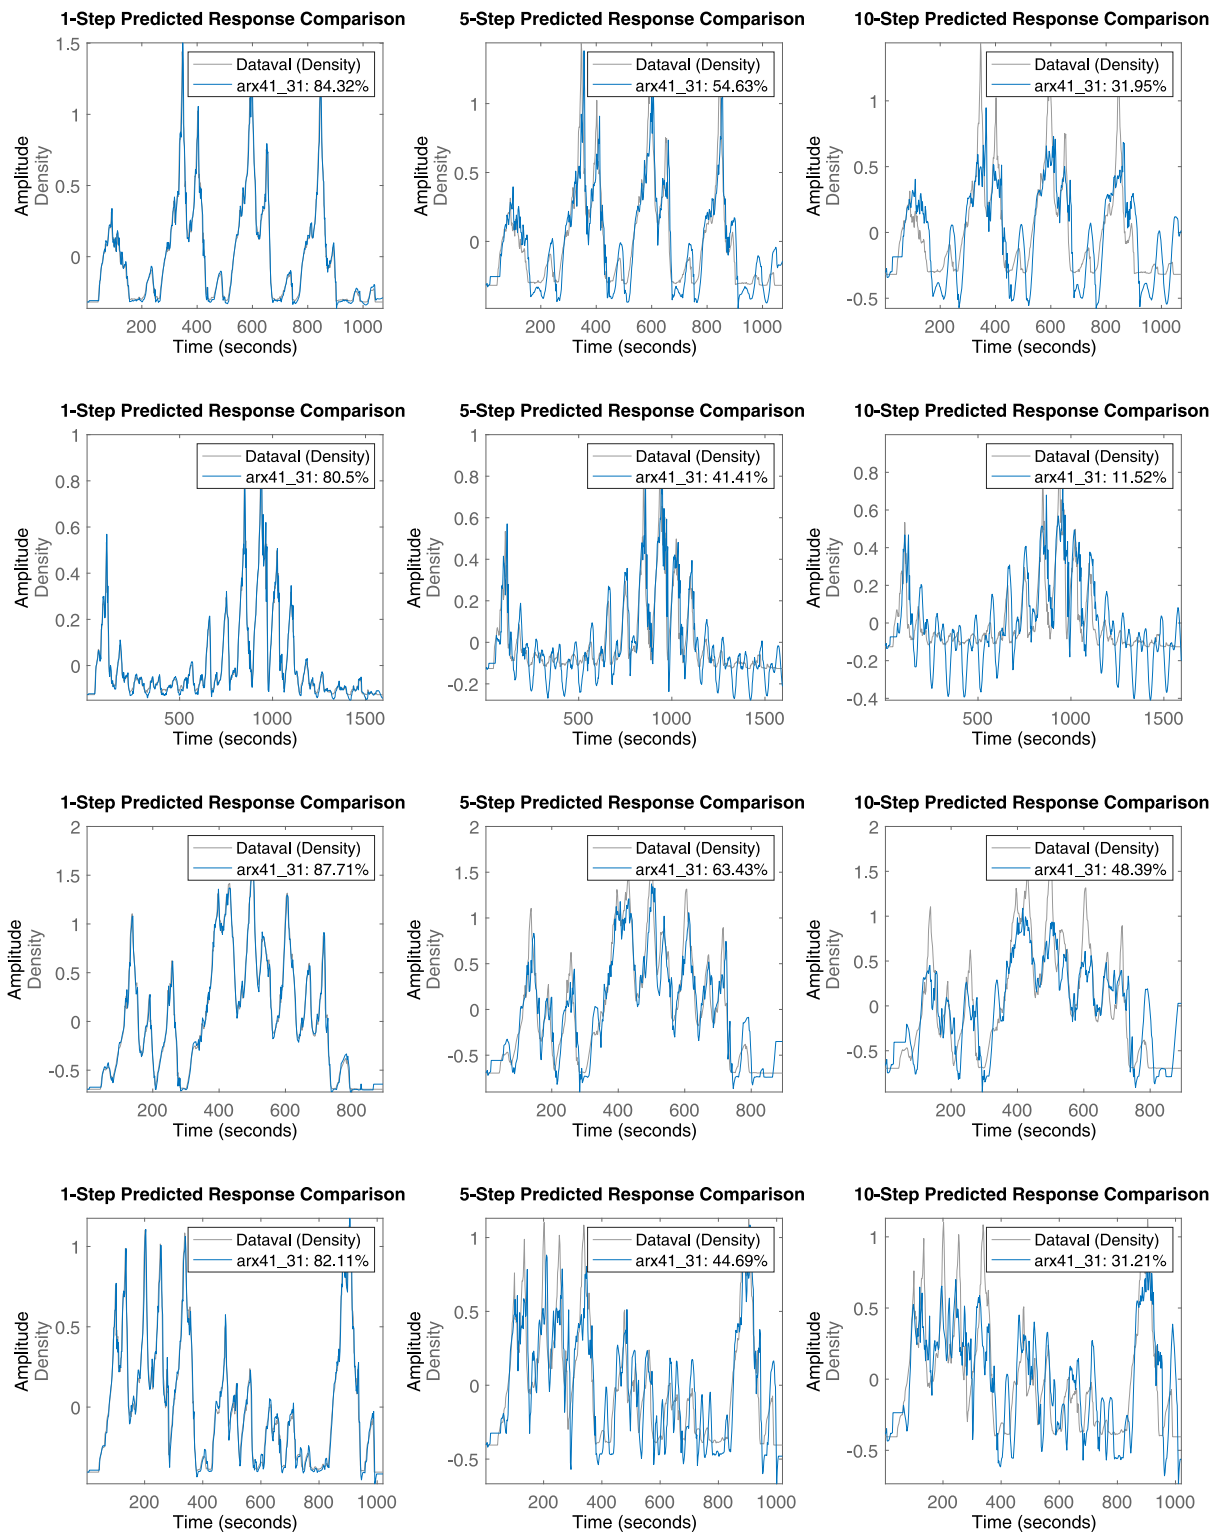 1-Step Predicted Response Comparison
1.5
1
0.5
0
Amplitude
Density
Dataval (Density)
arx41_31: 84.32%
200 400 600 800 1000
Time (seconds)
5-Step Predicted Response Comparison
1
0.5
0
Amplitude
Density
Dataval (Density)
arx41_31: 54.63%
200 400 600 800 1000
Time (seconds)
10-Step Predicted Response Comparison
1
0.5
0
-0.5
Amplitude
Density
Dataval (Density)
arx41_31: 31.95%
200 400 600 800 1000
Time (seconds)
1-Step Predicted Response Comparison
1
0.8
0.6
0.4
0.2
0
Amplitude
Density
Dataval (Density)
arx41_31: 80.5%
500 1000 1500
Time (seconds)
5-Step Predicted Response Comparison
1
0.8
0.6
0.4
0.2
0
-0.2
Amplitude
Density
Dataval (Density)
arx41_31: 41.41%
500 1000 1500
Time (seconds)
10-Step Predicted Response Comparison
0.8
0.6
0.4
0.2
0
-0.2
-0.4
Amplitude
Density
Dataval (Density)
arx41_31: 11.52%
500 1000 1500
Time (seconds)
1-Step Predicted Response Comparison
2
1.5
1
0.5
0
-0.5
Amplitude
Density
Dataval (Density)
arx41_31: 87.71%
200 400 600 800
Time (seconds)
5-Step Predicted Response Comparison
2
1.5
1
0.5
0
-0.5
Amplitude
Density
Dataval (Density)
arx41_31: 63.43%
200 400 600 800
Time (seconds)
10-Step Predicted Response Comparison
2
1.5
1
0.5
0
-0.5
Amplitude
Density
Dataval (Density)
arx41_31: 48.39%
200 400 600 800
Time (seconds)
1-Step Predicted Response Comparison
1
0.5
0
Amplitude
Density
Dataval (Density)
arx41_31: 82.11%
200 400 600 800 1000
Time (seconds)
5-Step Predicted Response Comparison
1
0.5
0
-0.5
Amplitude
Density
Dataval (Density)
arx41_31: 44.69%
200 400 600 800 1000
Time (seconds)
10-Step Predicted Response Comparison
1
0.5
0
-0.5
Amplitude
Density
Dataval (Density)
arx41_31: 31.21%
200 400 600 800 1000
Time (seconds)